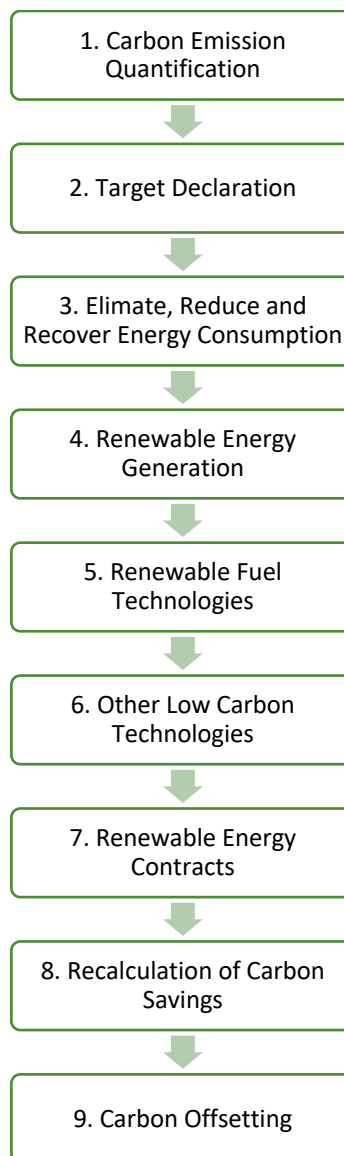 1. Carbon Emission
Quantification
2. Target Declaration
3. Elimate, Reduce and
Recover Energy Consumption
4. Renewable Energy
Generation
5. Renewable Fuel
Technologies
6. Other Low Carbon
Technologies
7. Renewable Energy
Contracts
8. Recalculation of Carbon
Savings
9. Carbon Offsetting